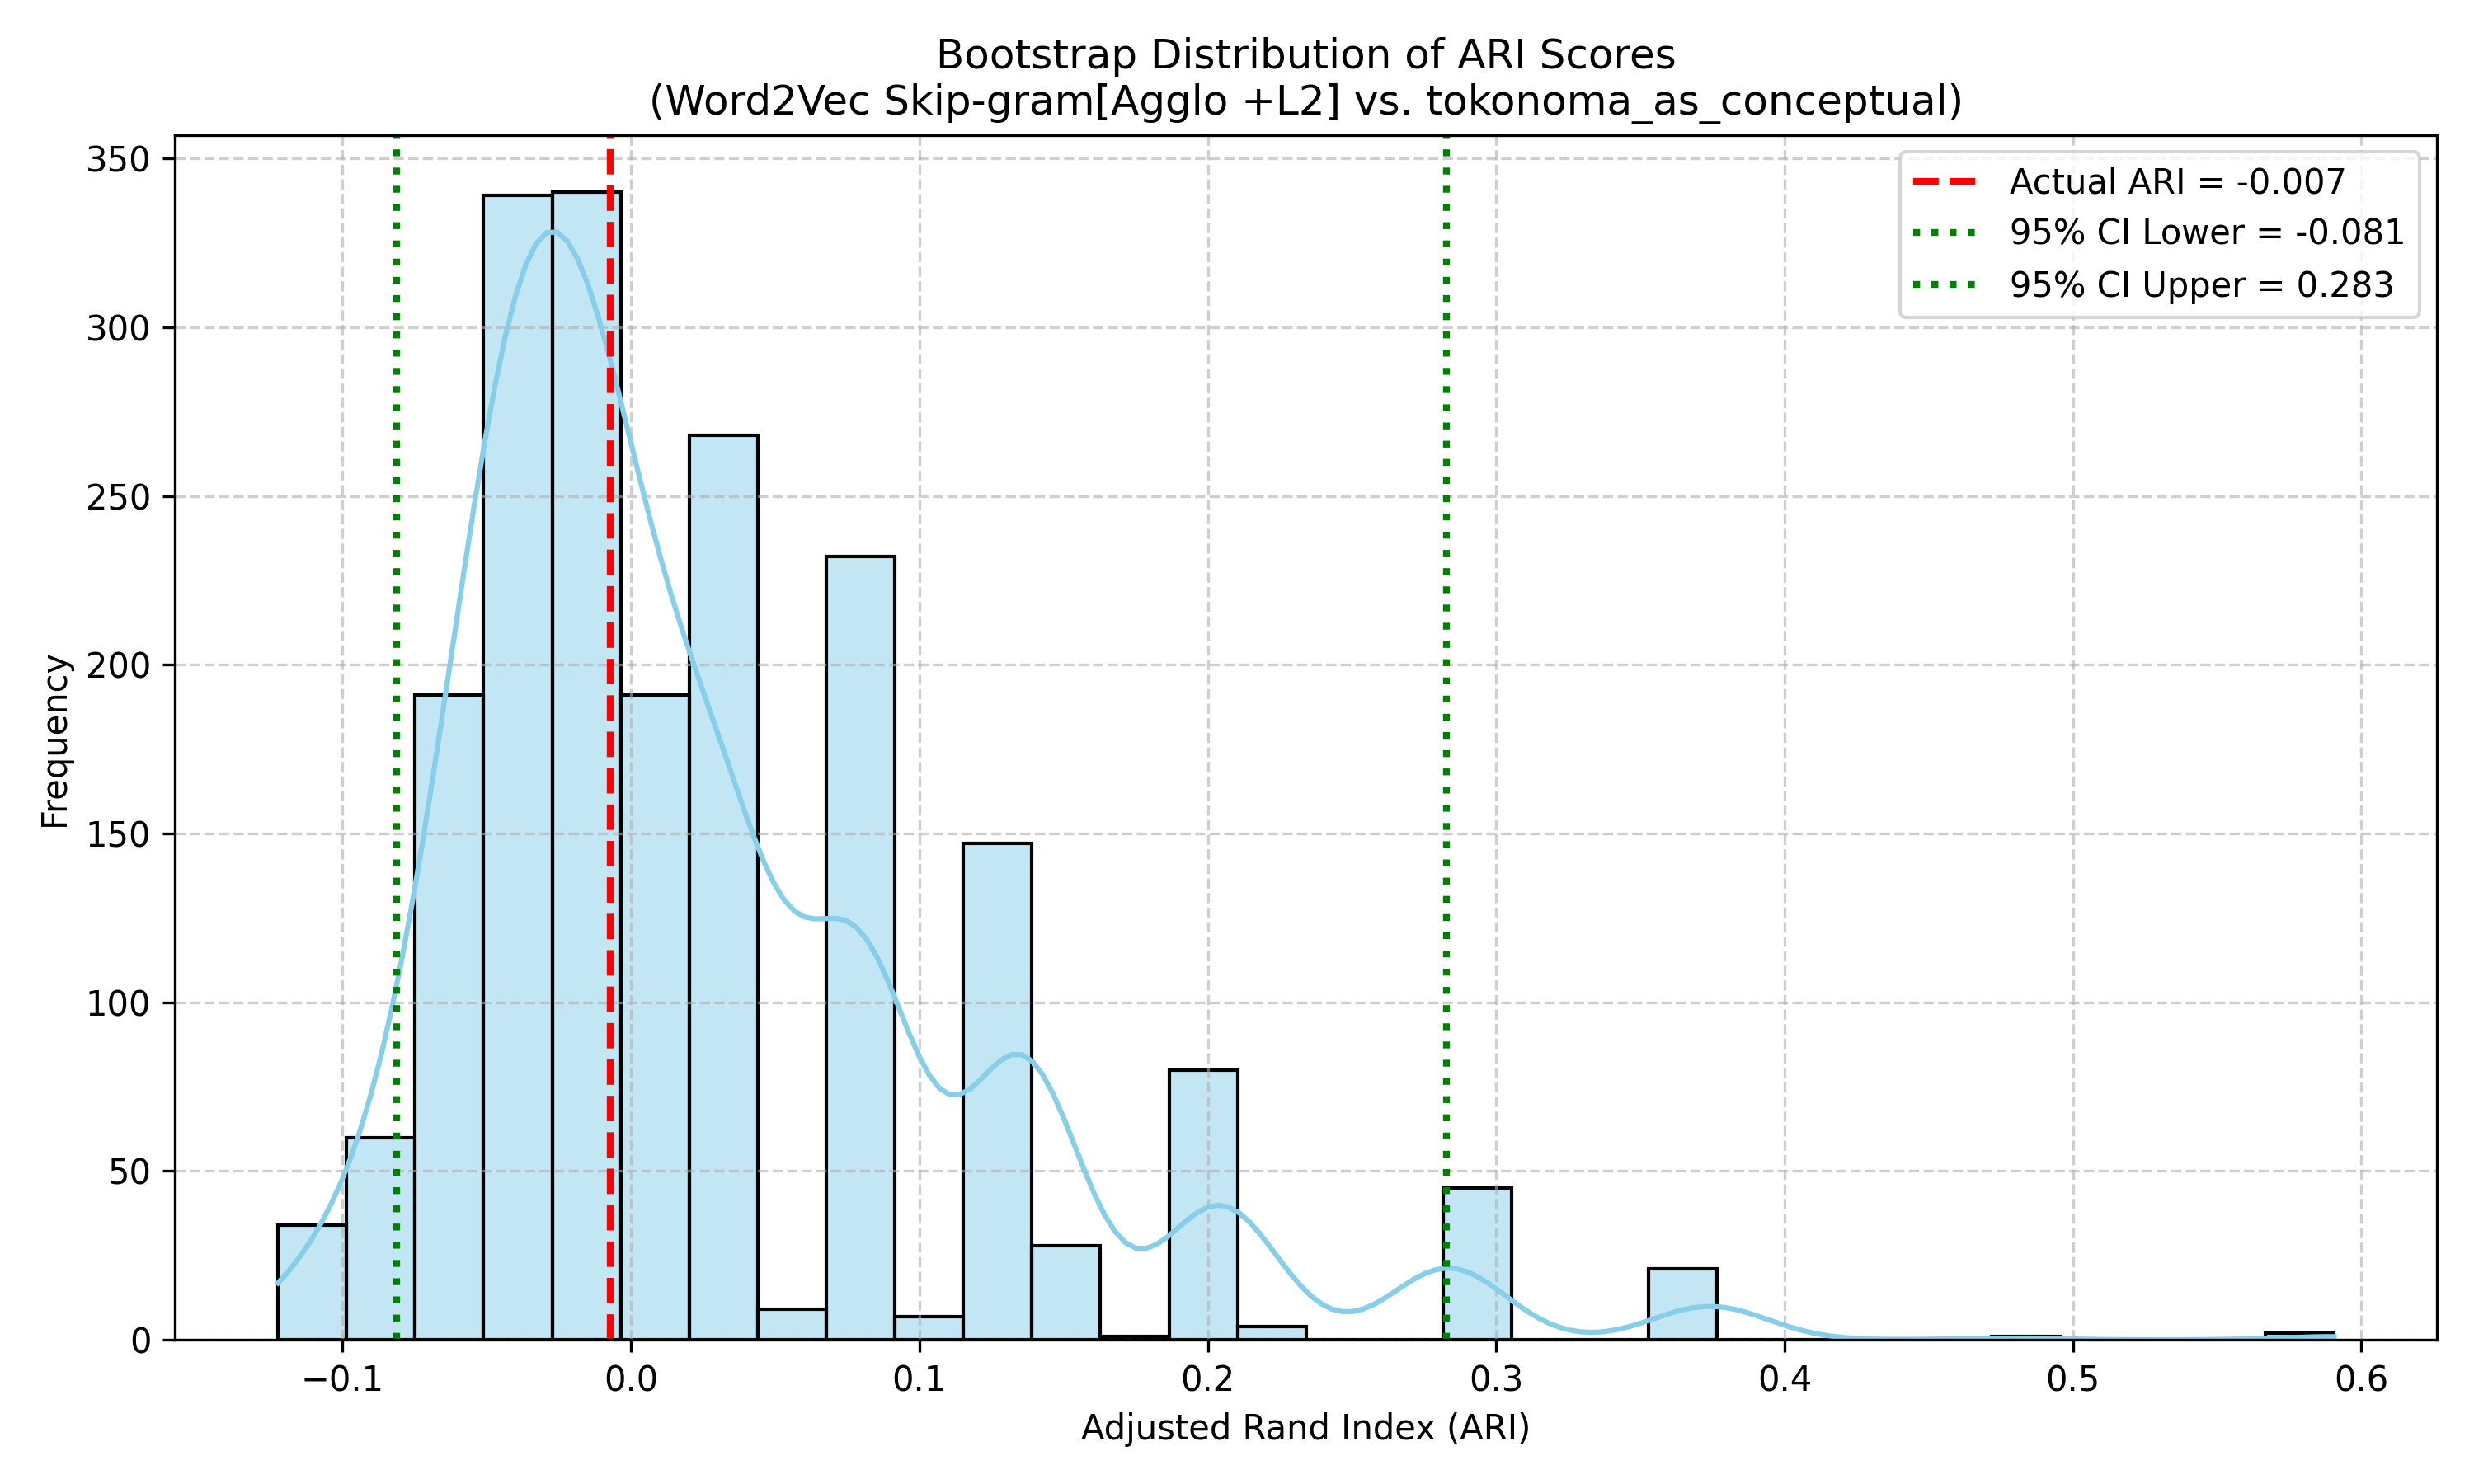 Bootstrap Distribution of ARI Scores
(Word2Vec Skip-gram[Agglo +L2] vs. tokonoma_as_conceptual)
Actual ARI = -0.007
95% CI Lower = -0.081
95% CI Upper = 0.283
Frequency
350
300
250
200
150
100
50
0
−0.1
0.0
0.1
0.2
0.3
0.4
0.5
0.6
Adjusted Rand Index (ARI)